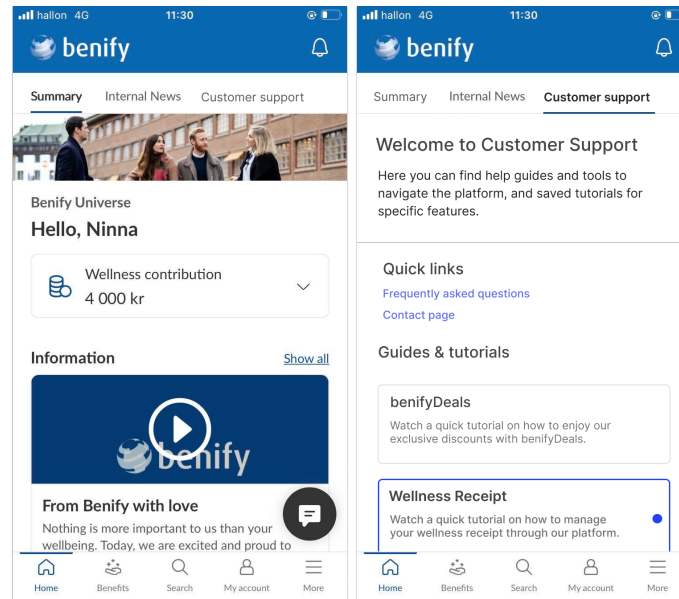 hallon 4G
11:30
benify
Summary
Internal News
Customer support
Benify Universe
Hello, Ninna
Wellness contribution
4 000 kr
Information
Show all
benify
From Benify with love
Nothing is more important to us than your
wellbeing. Today, we are excited and proud to
Home
Benefits
Search
My account
More
hallon 4G
11:30
benify
Summary
Internal News
Customer support
Welcome to Customer Support
Here you can find help guides and tools to
navigate the platform, and saved tutorials for
specific features.
Quick links
Frequently asked questions
Contact page
Guides & tutorials
benifyDeals
Watch a quick tutorial on how to enjoy our
exclusive discounts with benifyDeals.
Wellness Receipt
Watch a quick tutorial on how to manage
your wellness receipt through our platform.
Home
Benefits
Search
My account
More